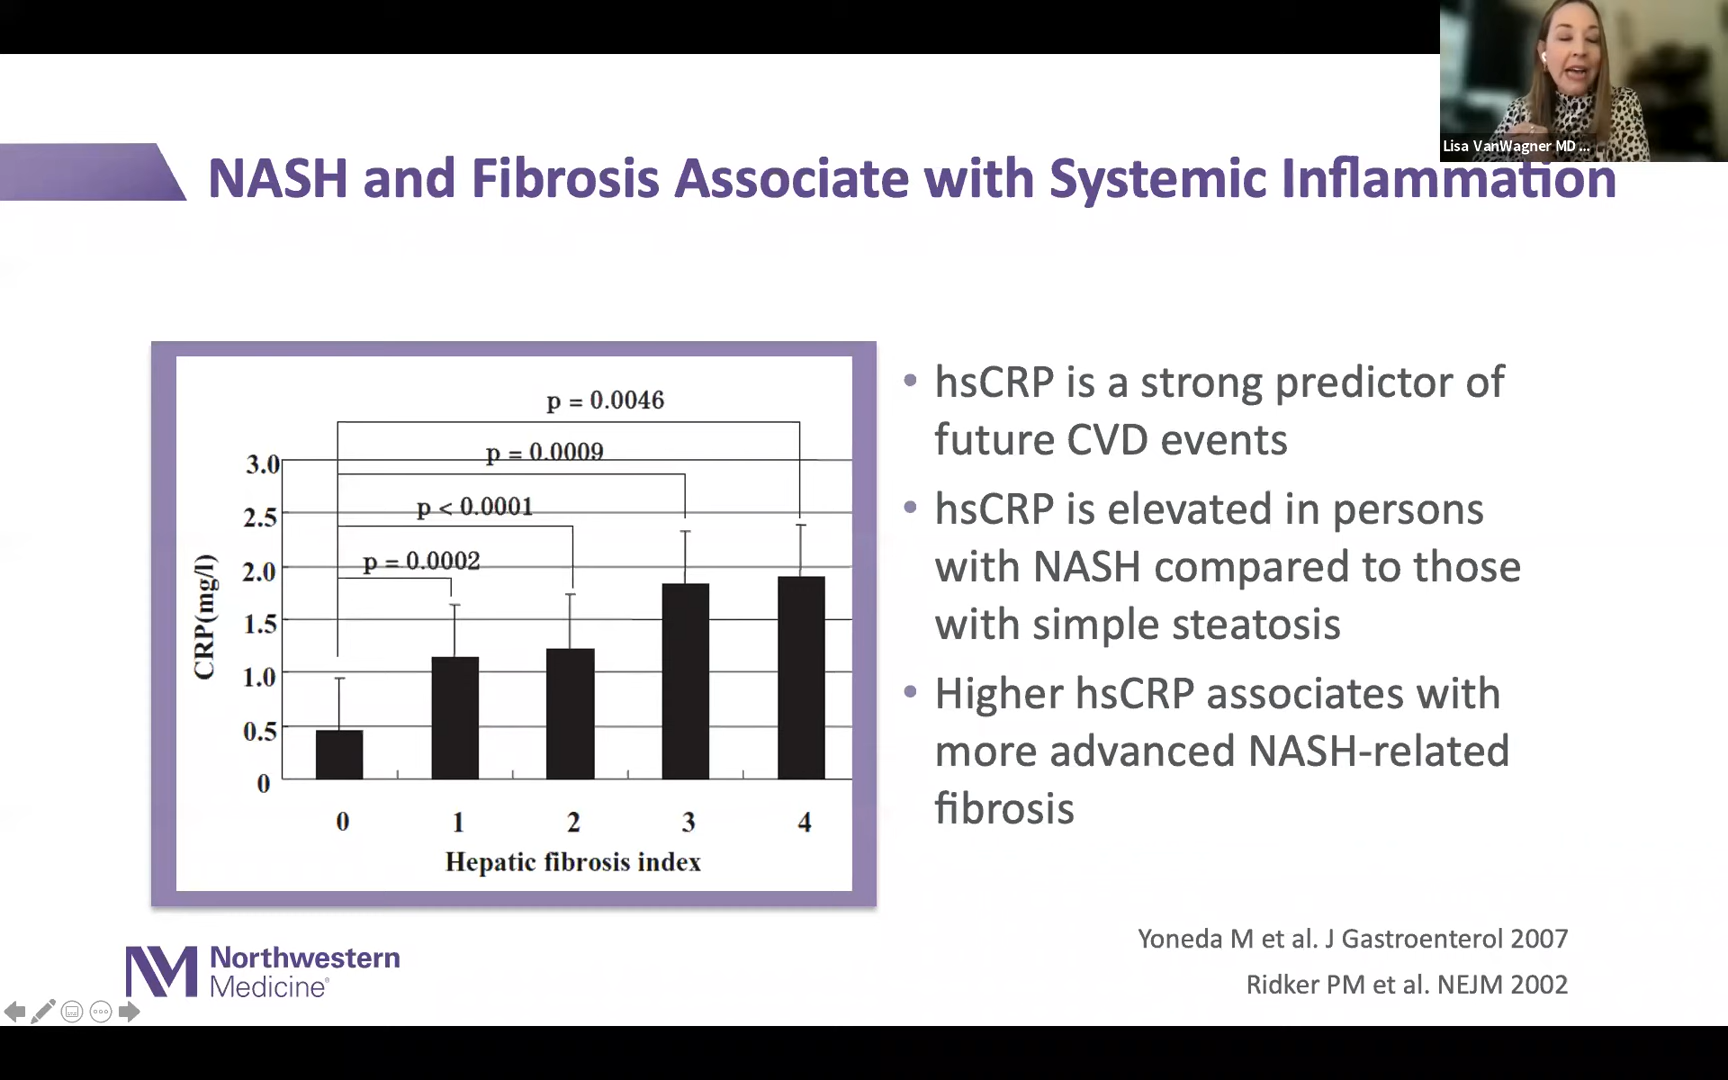 Lisa VanWagner MD ...
NASH and Fibrosis Associate with Systemic Inflammation
p = 0.0046
p = 0.0009
p < 0.0001
p = 0.0002
3.0
2.5
2.0
1.5
1.0
0.5
0
CRP(mg/l)
0 1 2 3 4
Hepatic fibrosis index
• hsCRP is a strong predictor of
future CVD events
• hsCRP is elevated in persons
with NASH compared to those
with simple steatosis
• Higher hsCRP associates with
more advanced NASH-related
fibrosis
Yoneda M et al. J Gastroenterol 2007
Ridker PM et al. NEJM 2002
NM Northwestern
Medicine®